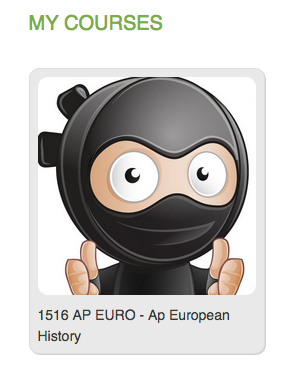 MY COURSES
1516 AP EURO - Ap European
History